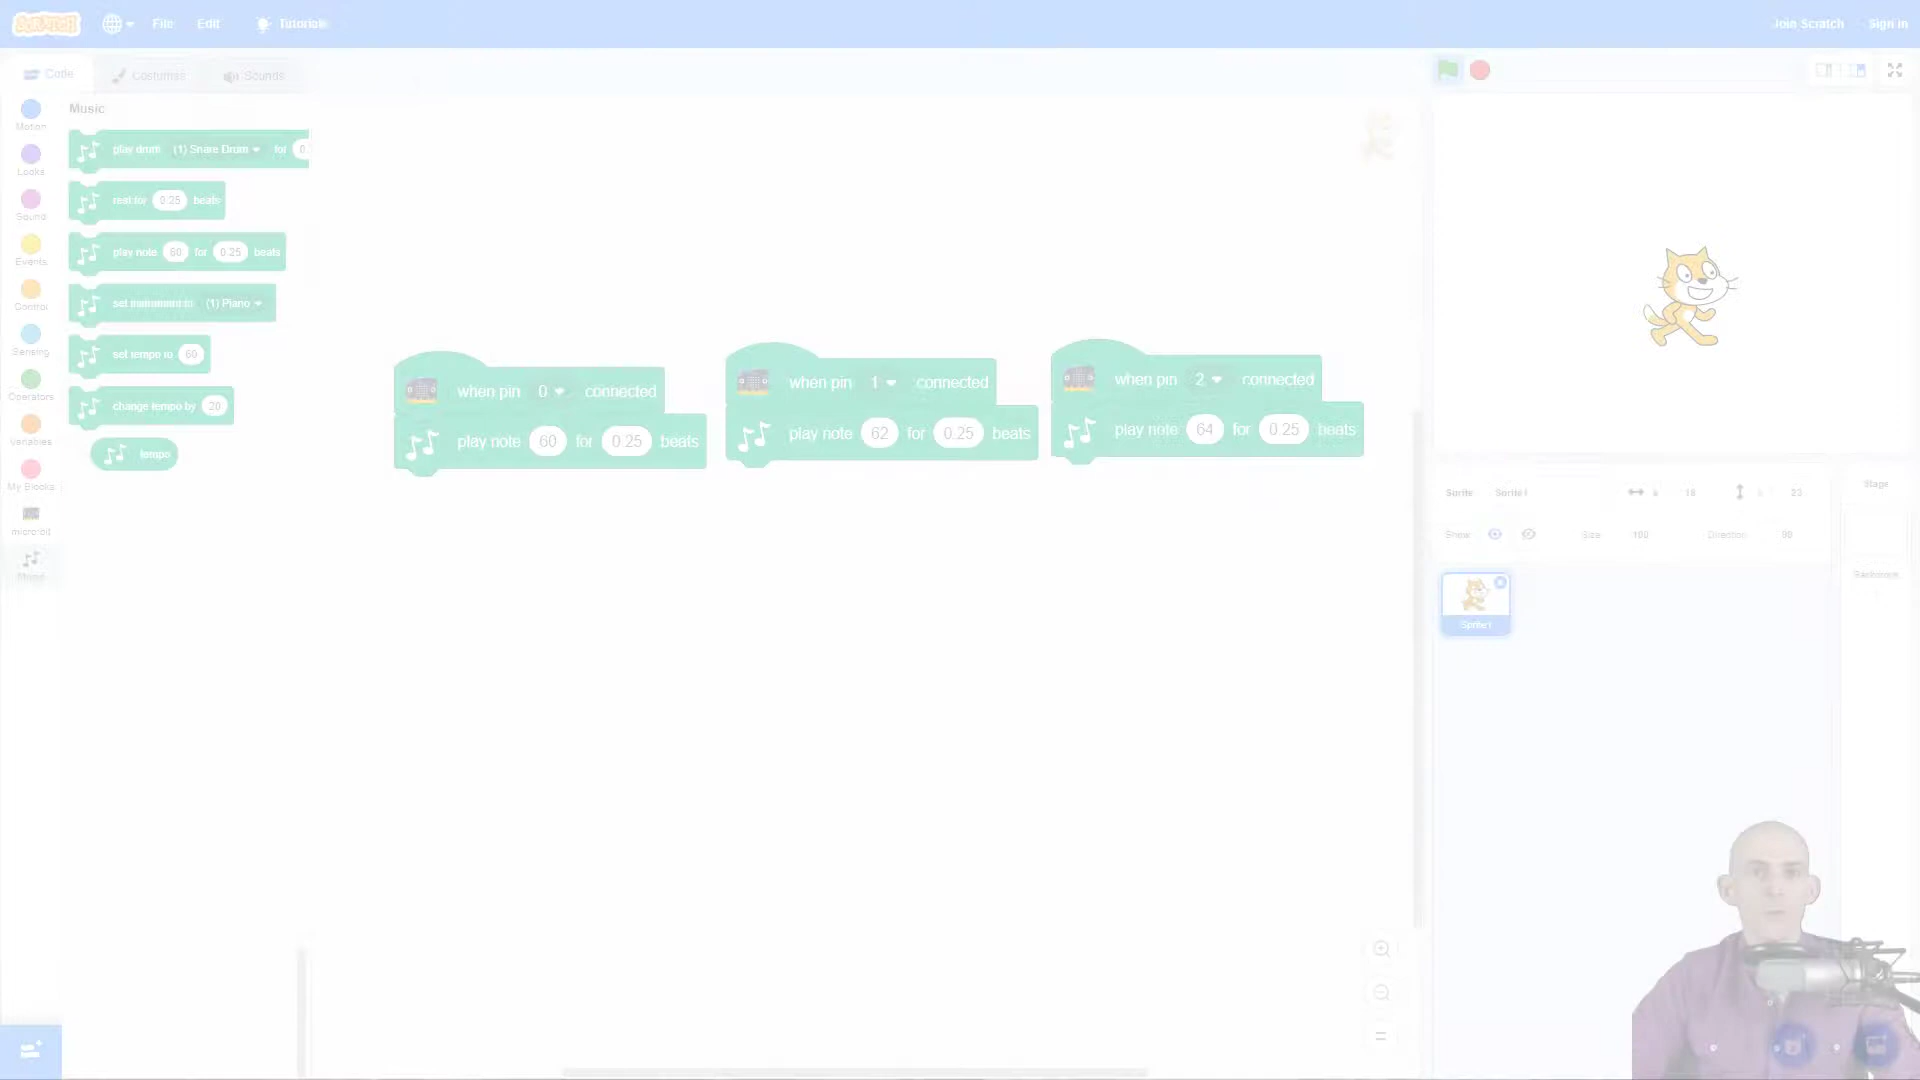 SCRATCH File Edit Tutorials Join Scratch Sign in
Code Costumes Sounds
Motion
Looks
Sound
Events
Control
Sensing
Operators
Variables
My Blocks
micro:bit
Music
Music
play drum (1) Snare Drum for 0.
rest for 0.25 beats
play note 60 for 0.25 beats
set instrument to (1) Piano
set tempo to 60
change tempo by 20
tempo
when pin 0 connected
play note 60 for 0.25 beats
when pin 1 connected
play note 62 for 0.25 beats
when pin 2 connected
play note 64 for 0.25 beats
Sprite Sprite1 x 18 y 23
Show Size 100 Direction 90
Sprite1
Stage
Backdrops